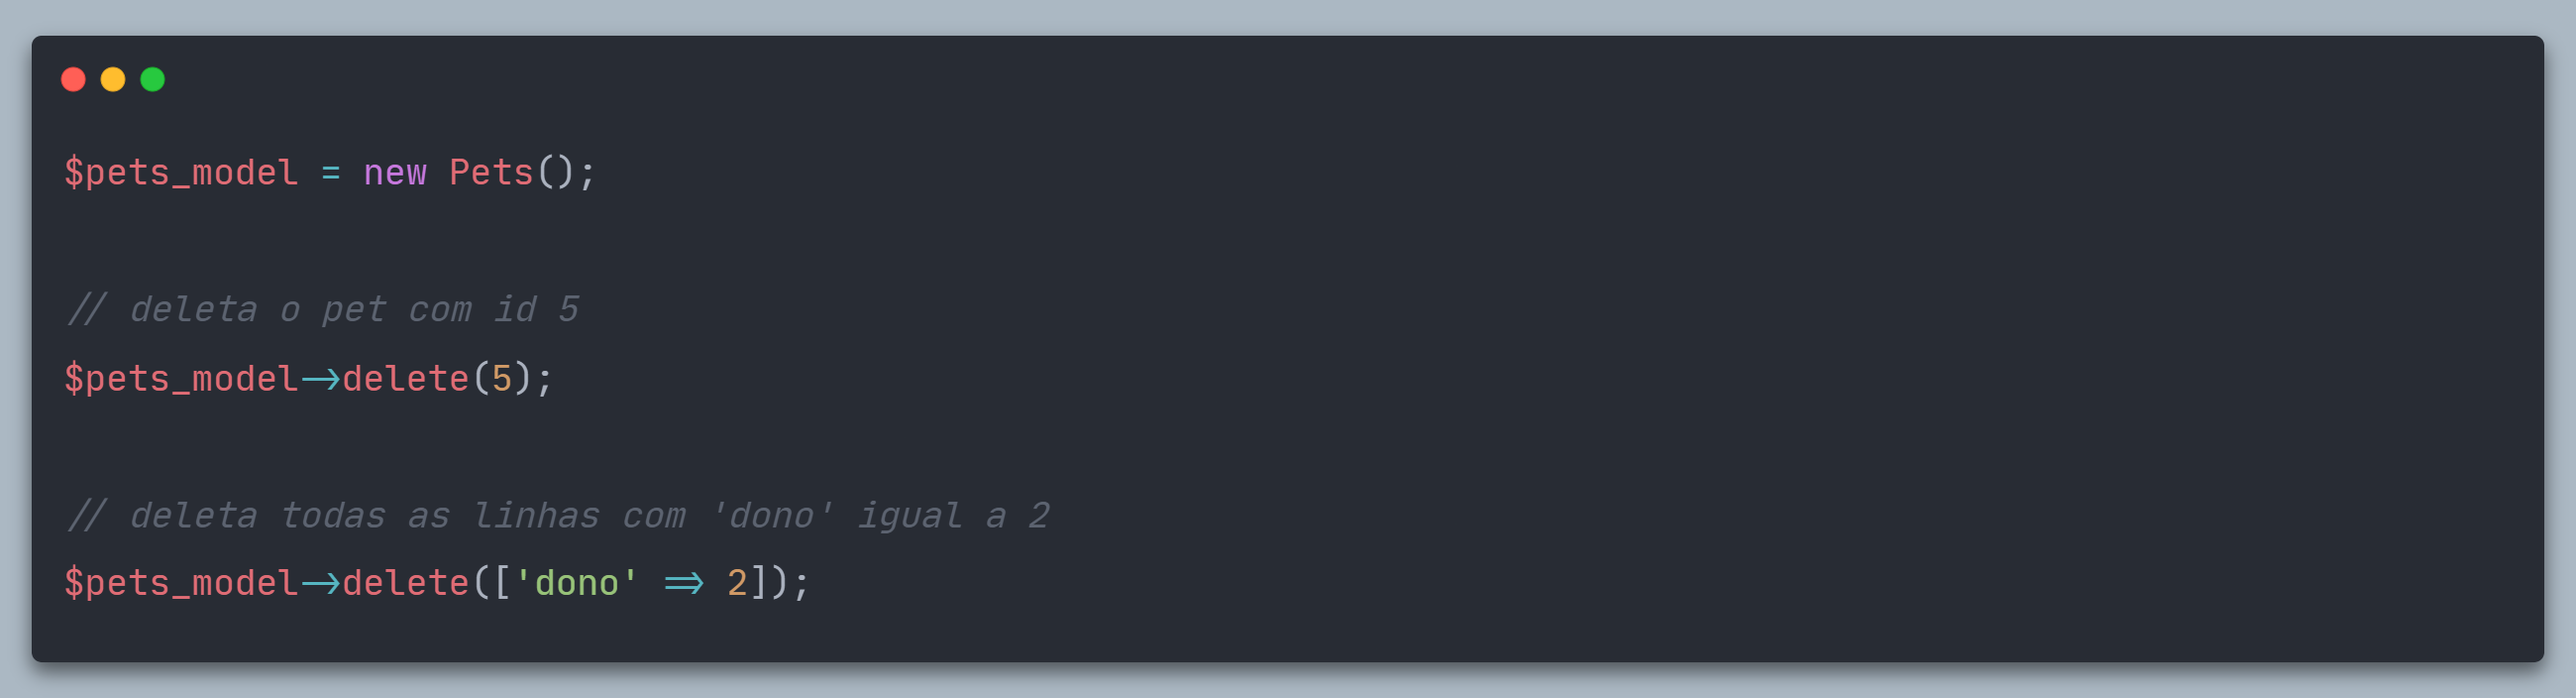 $pets_model = new Pets();
// deleta o pet com id 5
$pets_model->delete(5);
// deleta todas as linhas com 'dono' igual a 2
$pets_model->delete(['dono' => 2]);